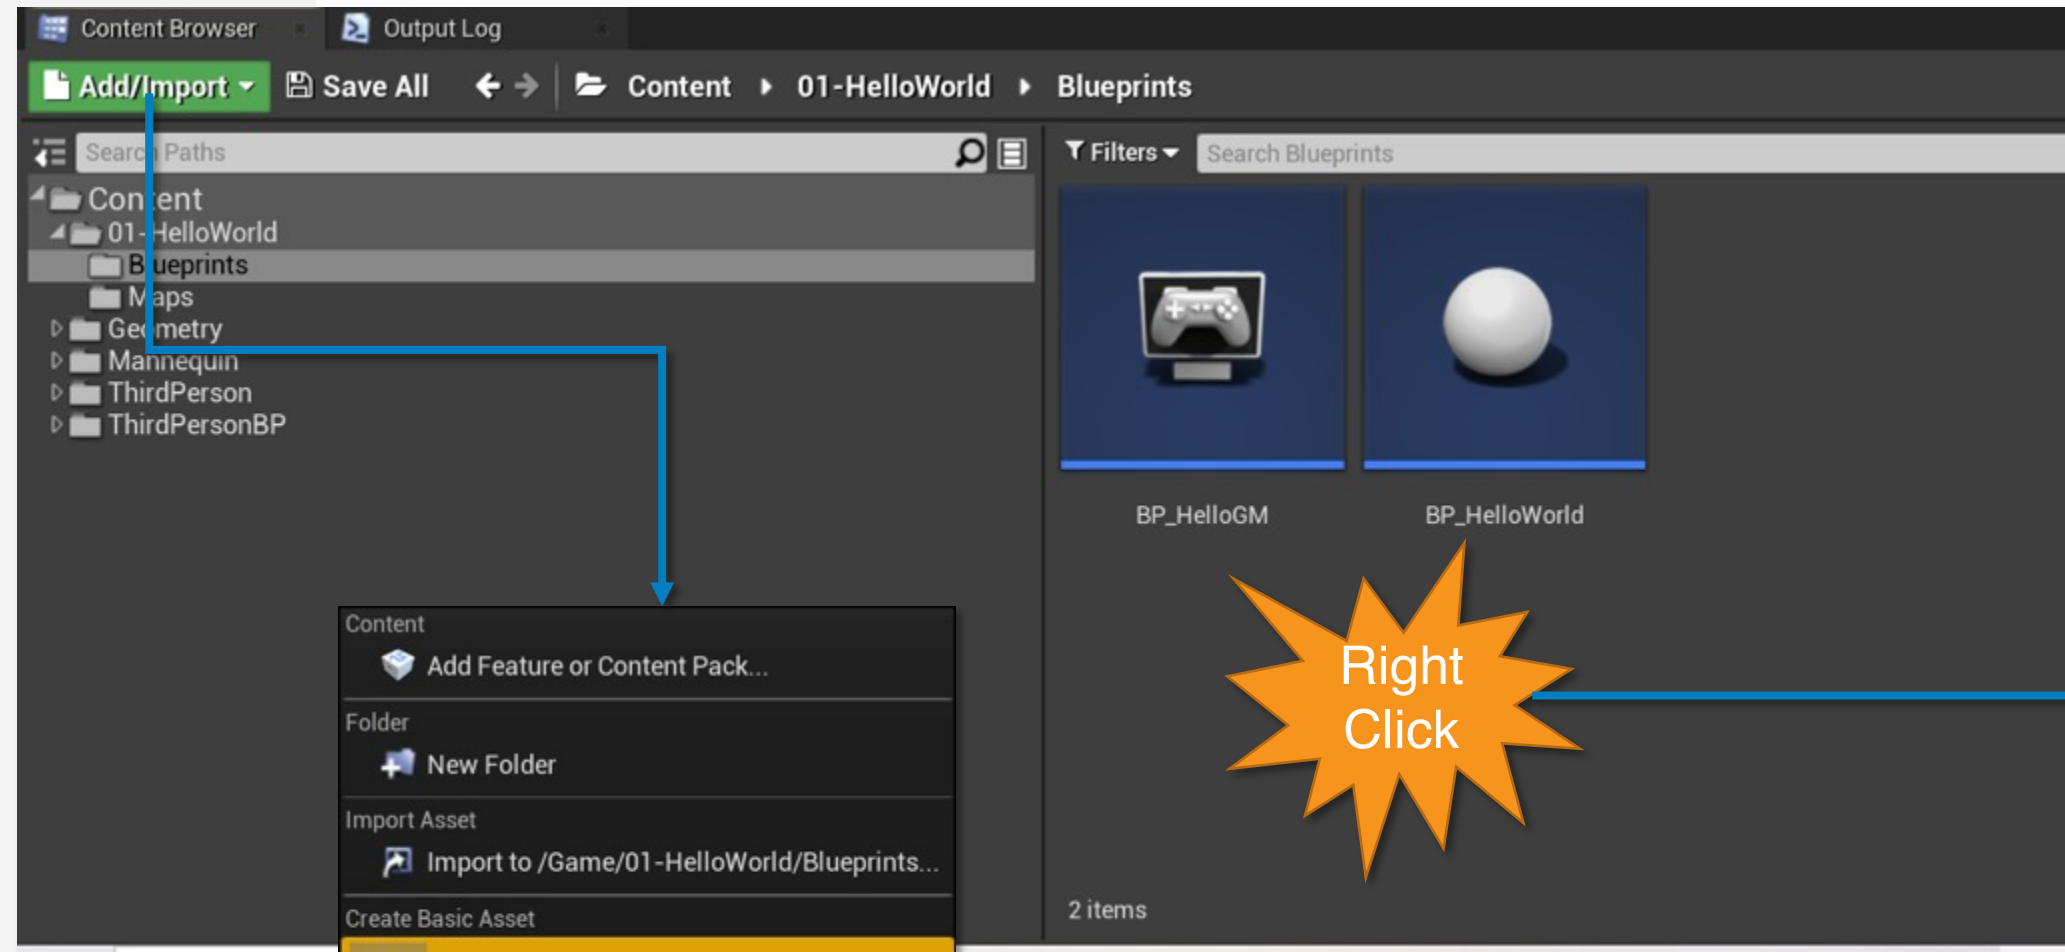 Content Browser
Output Log
Add/Import
Save All
Content
01-HelloWorld
Blueprints
Search Paths
Content
01-HelloWorld
Blueprints
Maps
Geometry
Mannequin
ThirdPerson
ThirdPersonBP
Filters
Search Blueprints
BP_HelloGM
BP_HelloWorld
Right
Click
2 items
Content
Add Feature or Content Pack...
Folder
New Folder
Import Asset
Import to /Game/01-HelloWorld/Blueprints...
Create Basic Asset